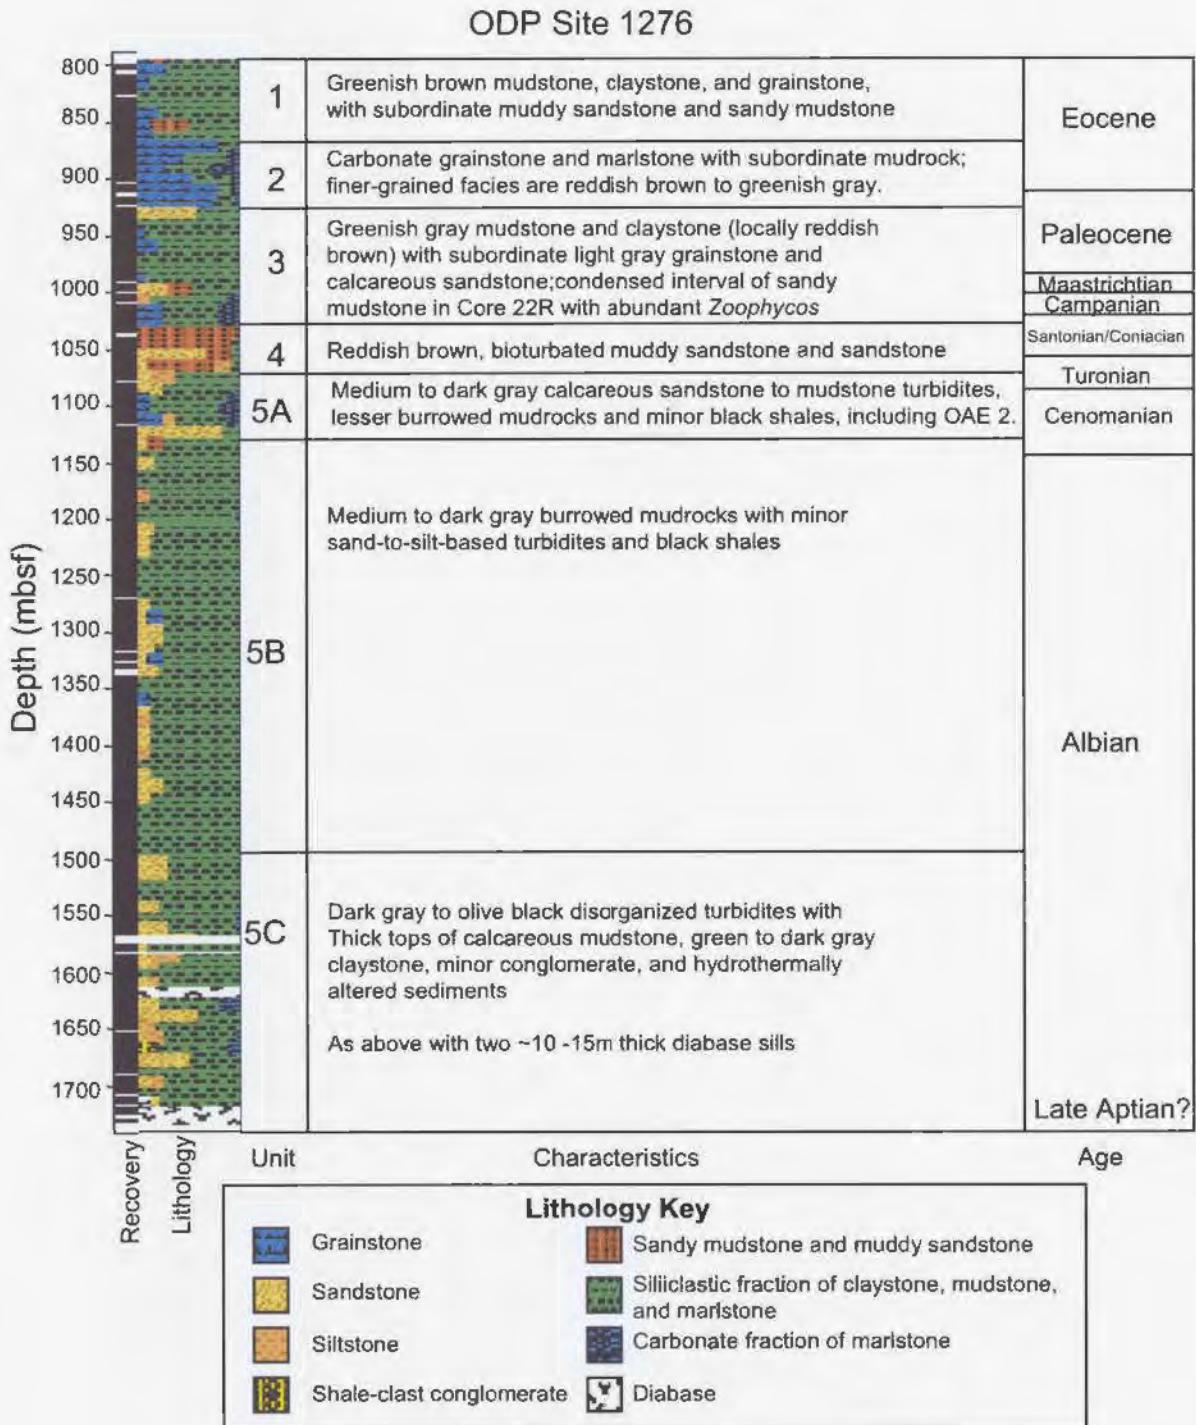 ODP Site 1276
Depth (mbsf)
800
850
900
950
1000
1050
1100
1150
1200
1250
1300
1350
1400
1450
1500
1550
1600
1650
1700
1
Greenish brown mudstone, claystone, and grainstone,
with subordinate muddy sandstone and sandy mudstone
2
Carbonate grainstone and marlstone with subordinate mudrock;
finer-grained facies are reddish brown to greenish gray.
3
Greenish gray mudstone and claystone (locally reddish
brown) with subordinate light gray grainstone and
calcareous sandstone;condensed interval of sandy
mudstone in Core 22R with abundant Zoophycos
4
Reddish brown, bioturbated muddy sandstone and sandstone
5A
Medium to dark gray calcareous sandstone to mudstone turbidites,
lesser burrowed mudrocks and minor black shales, including OAE 2.
5B
Medium to dark gray burrowed mudrocks with minor
sand-to-silt-based turbidites and black shales
5C
Dark gray to olive black disorganized turbidites with
Thick tops of calcareous mudstone, green to dark gray
claystone, minor conglomerate, and hydrothermally
altered sediments
As above with two ~10 -15m thick diabase sills
Eocene
Paleocene
Maastrichtian
Campanian
Santonian/Coniacian
Turonian
Cenomanian
Albian
Late Aptian?
Recovery
Lithology
Unit
Characteristics
Age
Lithology Key
Grainstone
Sandstone
Siltstone
Shale-clast conglomerate
Sandy mudstone and muddy sandstone
Siliiclastic fraction of claystone, mudstone,
and marlstone
Carbonate fraction of marlstone
Diabase